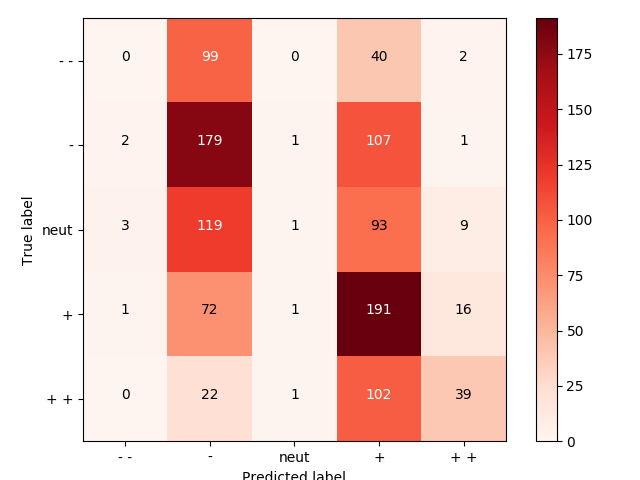 - - 0 99 0 40 2
- 2 179 1 107 1
neut 3 119 1 93 9
+ 1 72 1 191 16
+ + 0 22 1 102 39
- - - neut + + +
True label
Predicted label
175
150
125
100
75
50
25
0